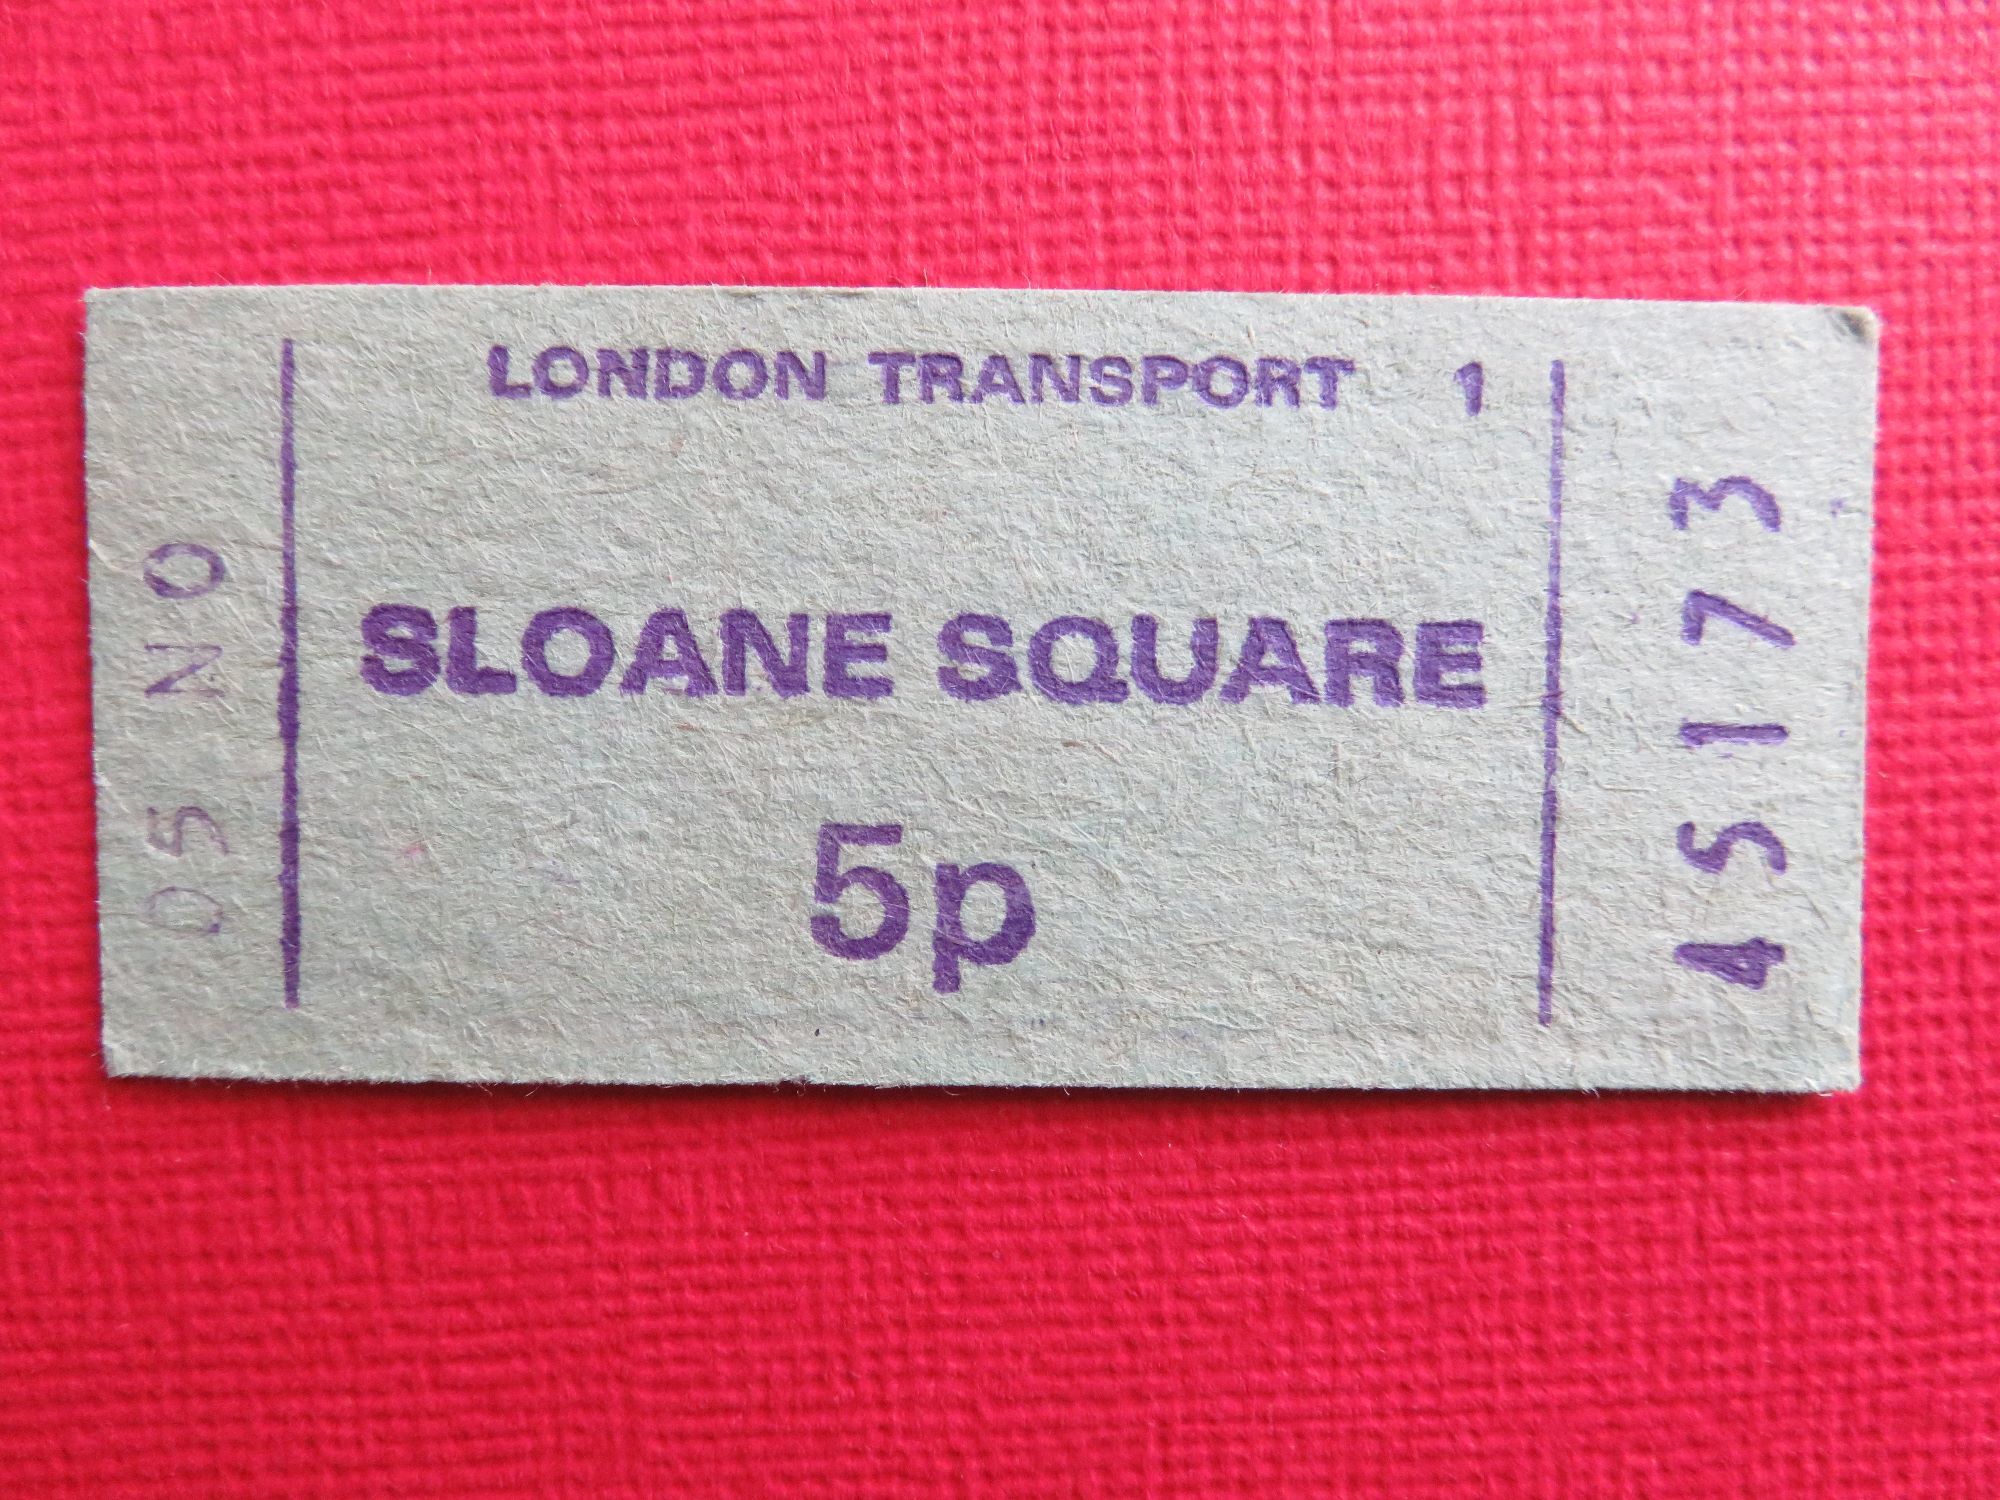 LONDON TRANSPORT 1
SLOANE SQUARE
5p
05 NO
45173